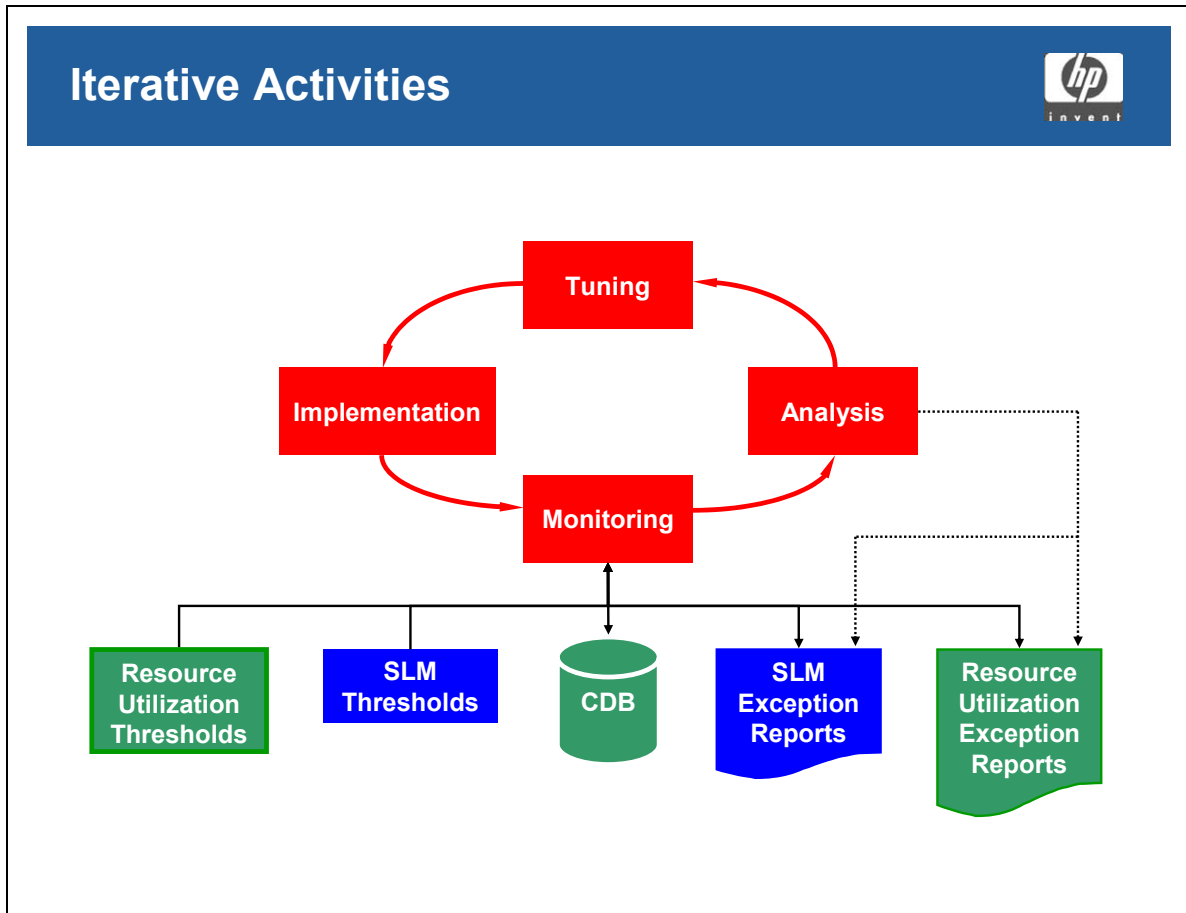 Iterative Activities
hp
invent
Tuning
Implementation
Analysis
Monitoring
Resource
Utilization
Thresholds
SLM
Thresholds
CDB
SLM
Exception
Reports
Resource
Utilization
Exception
Reports